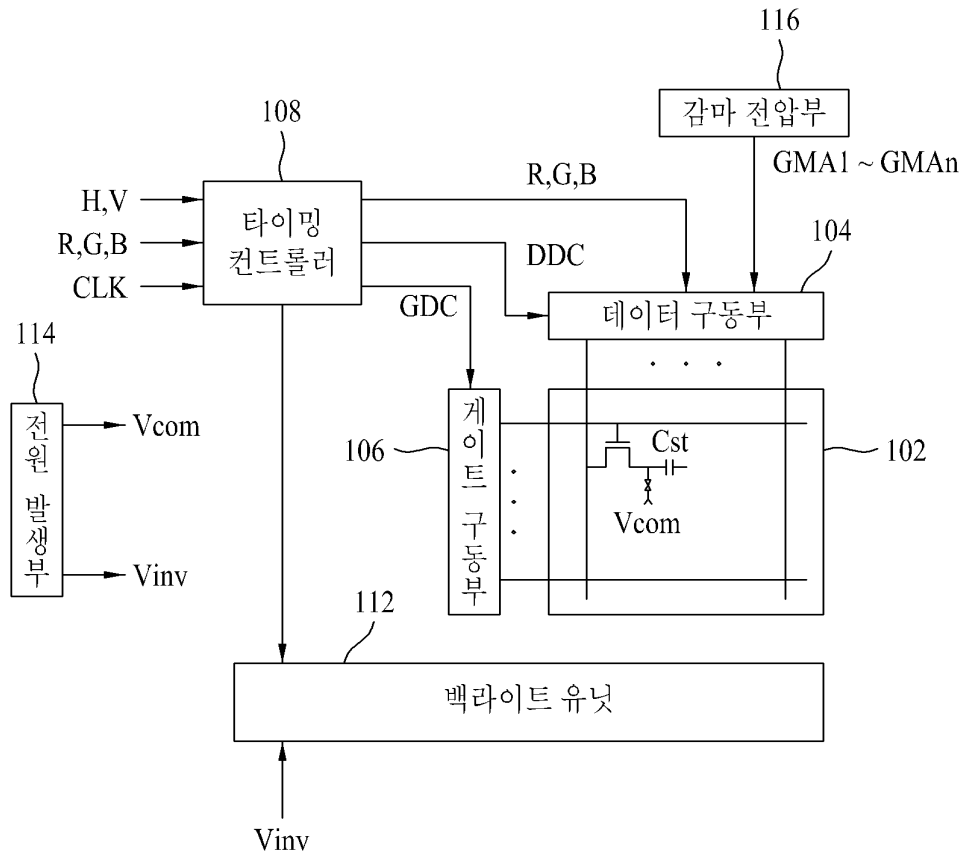 116
감마 전압부
108
GMA1 ~ GMAn
R,G,B
H,V
타이밍
컨트롤러
R,G,B
DDC
104
CLK
GDC
데이터 구동부
114
전원 발생부
Vcom
106
게이트 구동부
Cst
102
Vcom
Vinv
112
백라이트 유닛
Vinv